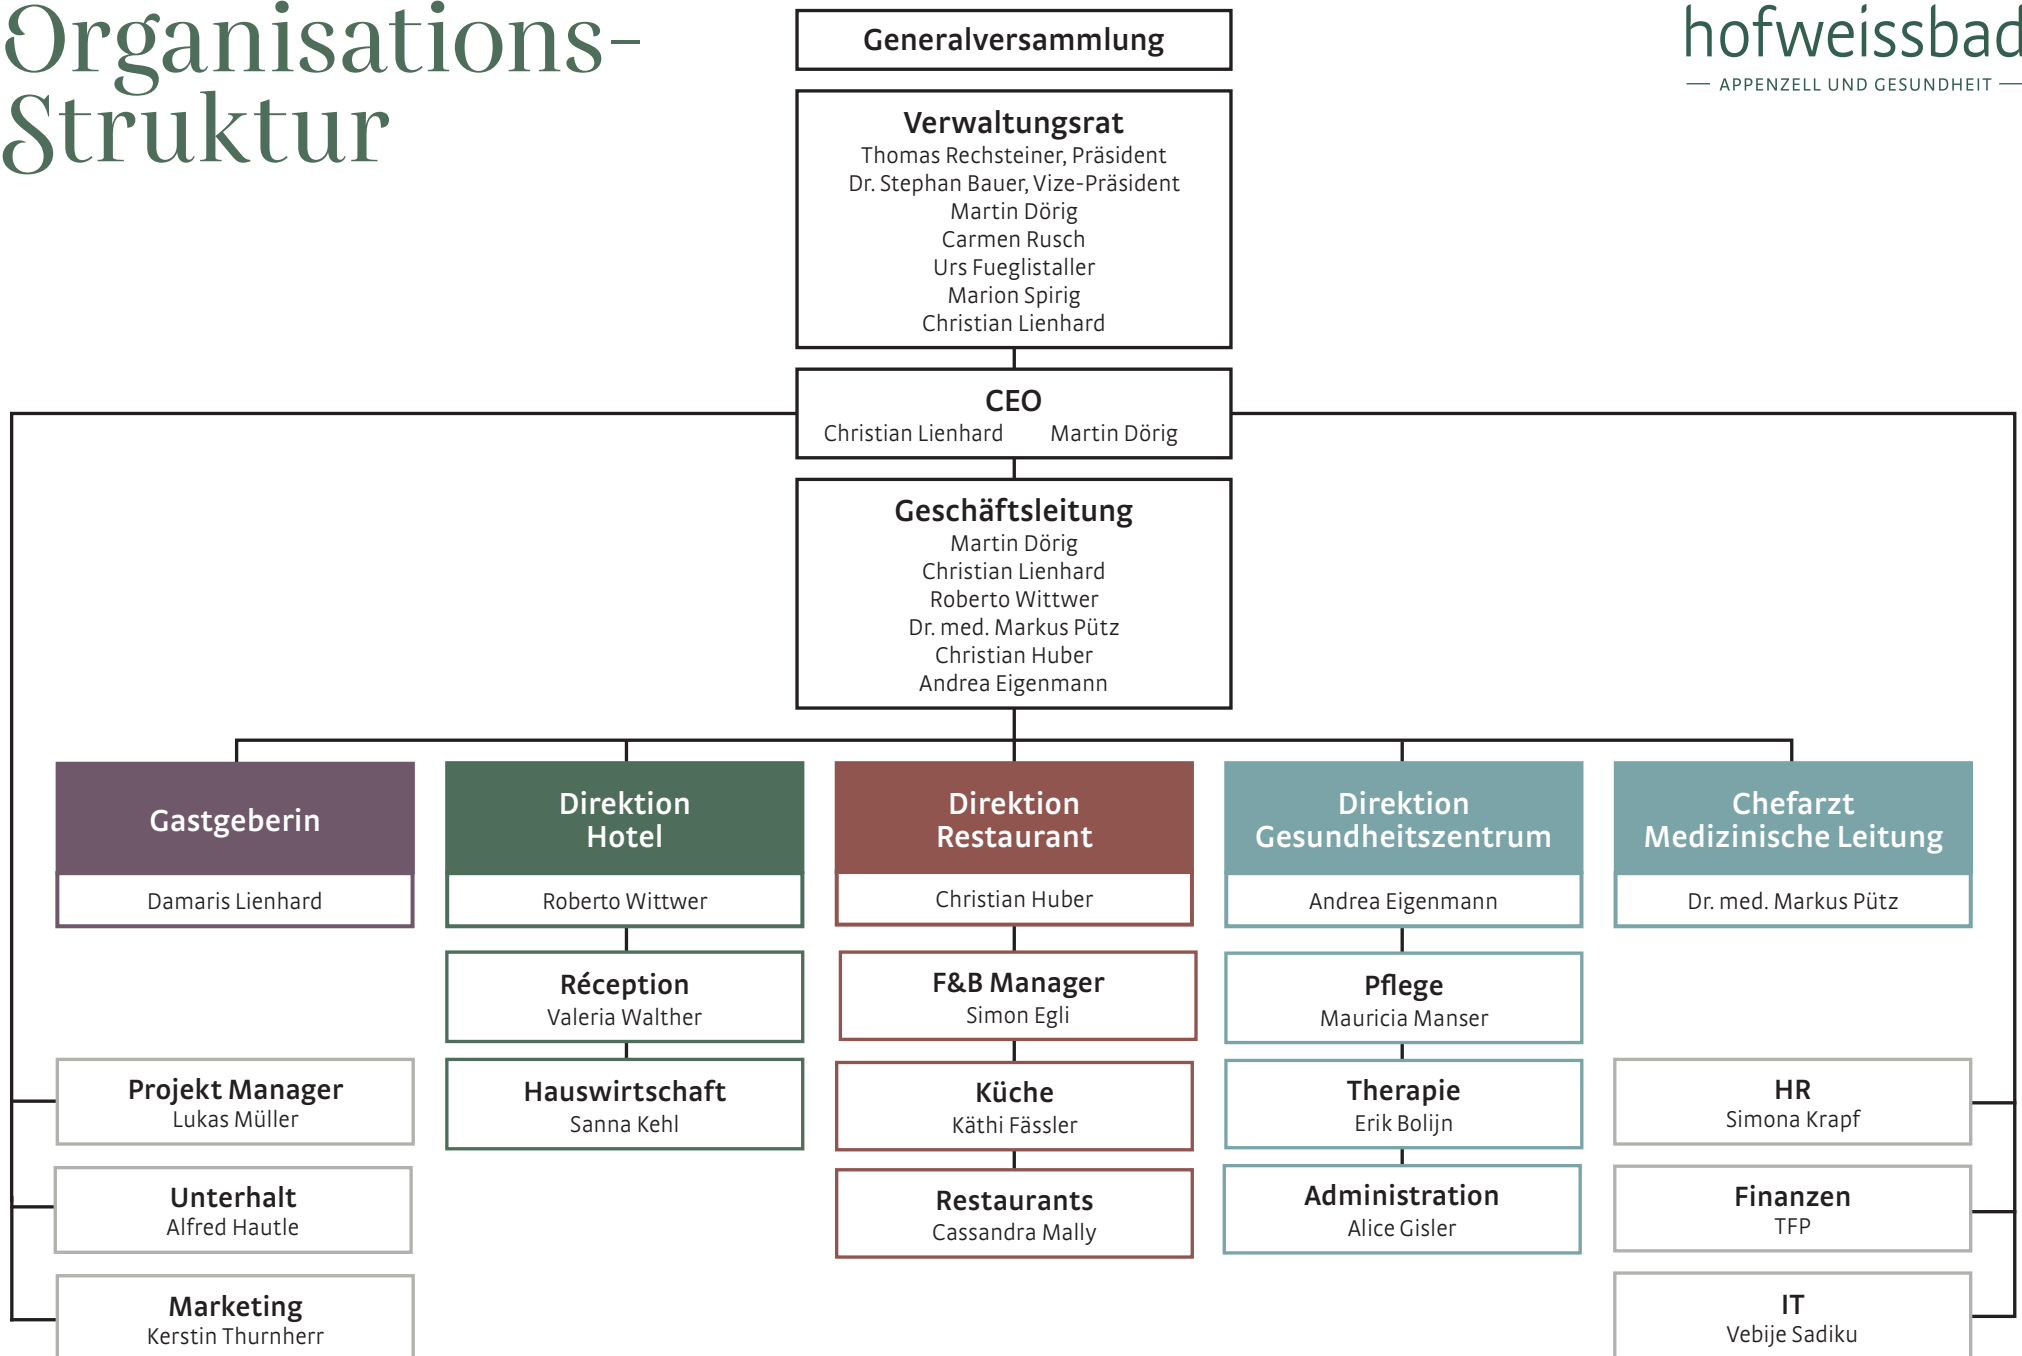 Organisations-
Struktur
hofweissbad
APPENZELL UND GESUNDHEIT
Generalversammlung
Verwaltungsrat
Thomas Rechsteiner, Präsident
Dr. Stephan Bauer, Vize-Präsident
Martin Dörig
Carmen Rusch
Urs Fueglistaller
Marion Spirig
Christian Lienhard
CEO
Christian Lienhard Martin Dörig
Geschäftsleitung
Martin Dörig
Christian Lienhard
Roberto Wittwer
Dr. med. Markus Pütz
Christian Huber
Andrea Eigenmann
Gastgeberin
Damaris Lienhard
Direktion
Hotel
Roberto Wittwer
Réception
Valeria Walther
Hauswirtschaft
Sanna Kehl
Direktion
Restaurant
Christian Huber
F&B Manager
Simon Egli
Küche
Käthi Fässler
Restaurants
Cassandra Mally
Direktion
Gesundheitszentrum
Andrea Eigenmann
Pflege
Mauricia Manser
Therapie
Erik Bolijn
Administration
Alice Gisler
Chefarzt
Medizinische Leitung
Dr. med. Markus Pütz
Projekt Manager
Lukas Müller
Unterhalt
Alfred Hautle
Marketing
Kerstin Thurnherr
HR
Simona Krapf
Finanzen
TFP
IT
Vebije Sadiku